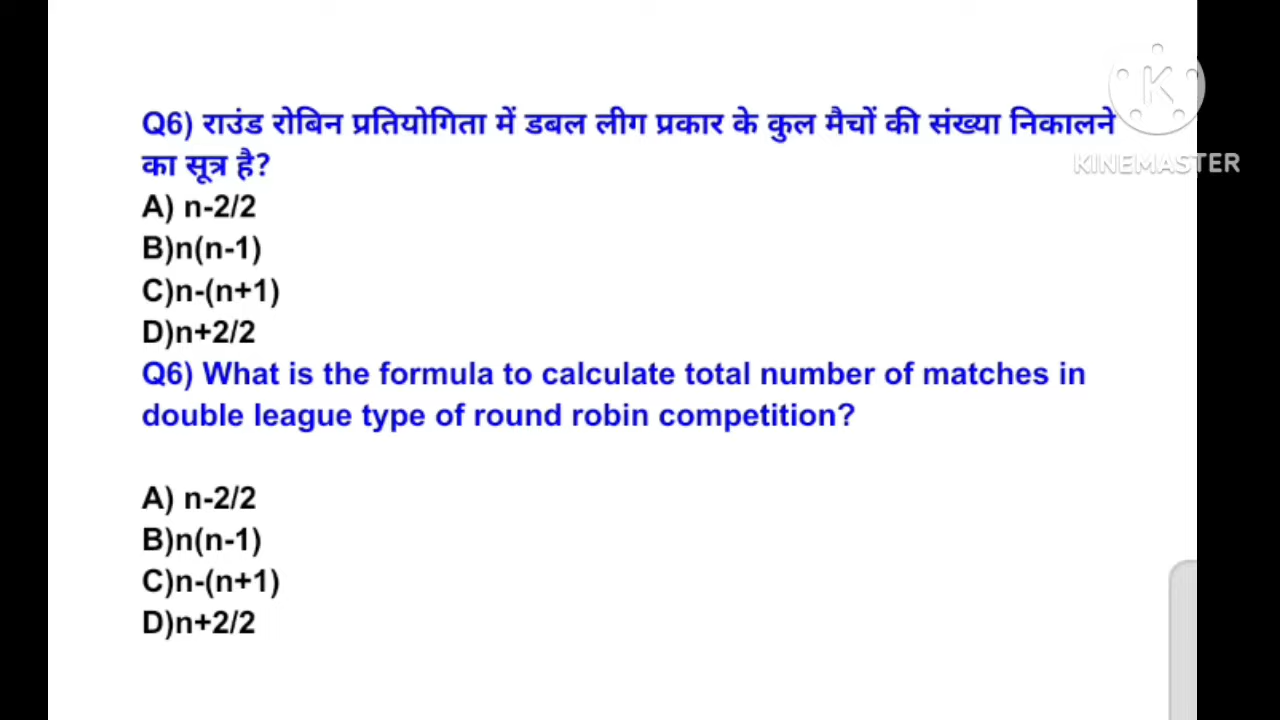 Q6) राउंड रोबिन प्रतियोगिता में डबल लीग प्रकार के कुल मैचों की संख्या निकालने
का सूत्र है?
A) n-2/2
B)n(n-1)
C)n-(n+1)
D)n+2/2
Q6) What is the formula to calculate total number of matches in
double league type of round robin competition?
A) n-2/2
B)n(n-1)
C)n-(n+1)
D)n+2/2
K
KINEMASTER